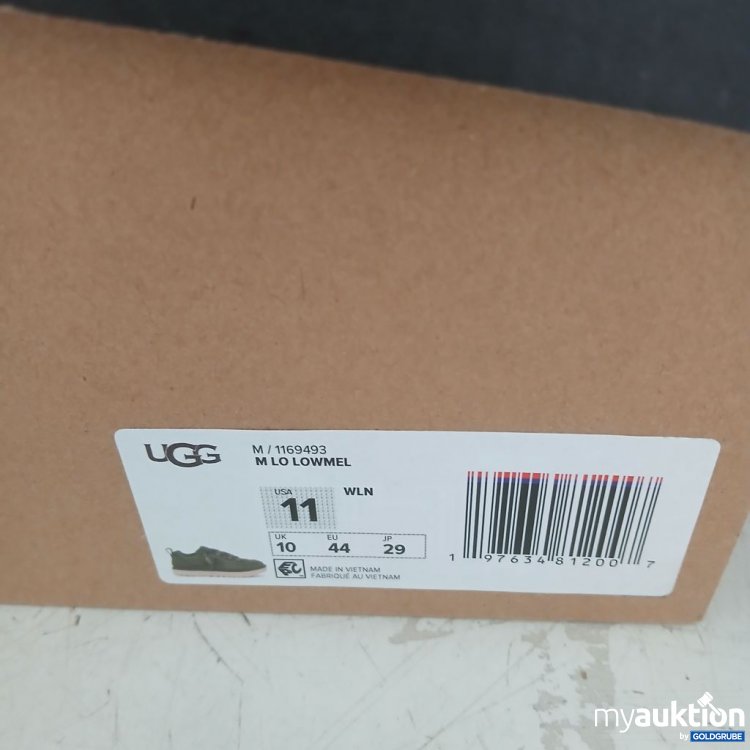 UGG
M / 1169493
M LO LOWMEL
USA
11
WLN
UK EU JP
10 44 29
MADE IN VIETNAM
FABRIQUÉ AU VIETNAM
1 97634 81200 7
myauktion
by GOLDGRUBE